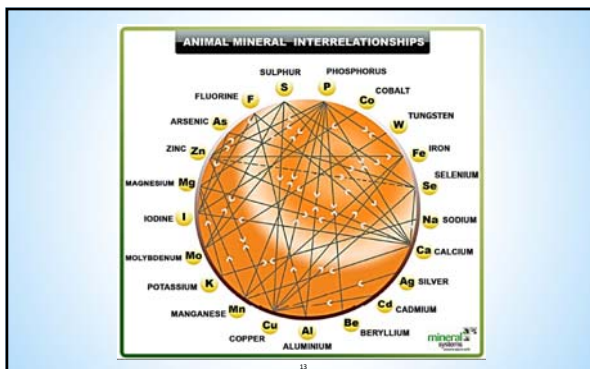 ANIMAL MINERAL INTERRELATIONSHIPS
SULPHUR S
PHOSPHORUS P
COBALT Co
TUNGSTEN W
IRON Fe
SELENIUM Se
SODIUM Na
CALCIUM Ca
SILVER Ag
CADMIUM Cd
BERYLLIUM Be
ALUMINIUM Al
COPPER Cu
MANGANESE Mn
POTASSIUM K
MOLYBDENUM Mo
IODINE I
MAGNESIUM Mg
ZINC Zn
ARSENIC As
FLUORINE F
mineral
systems
13